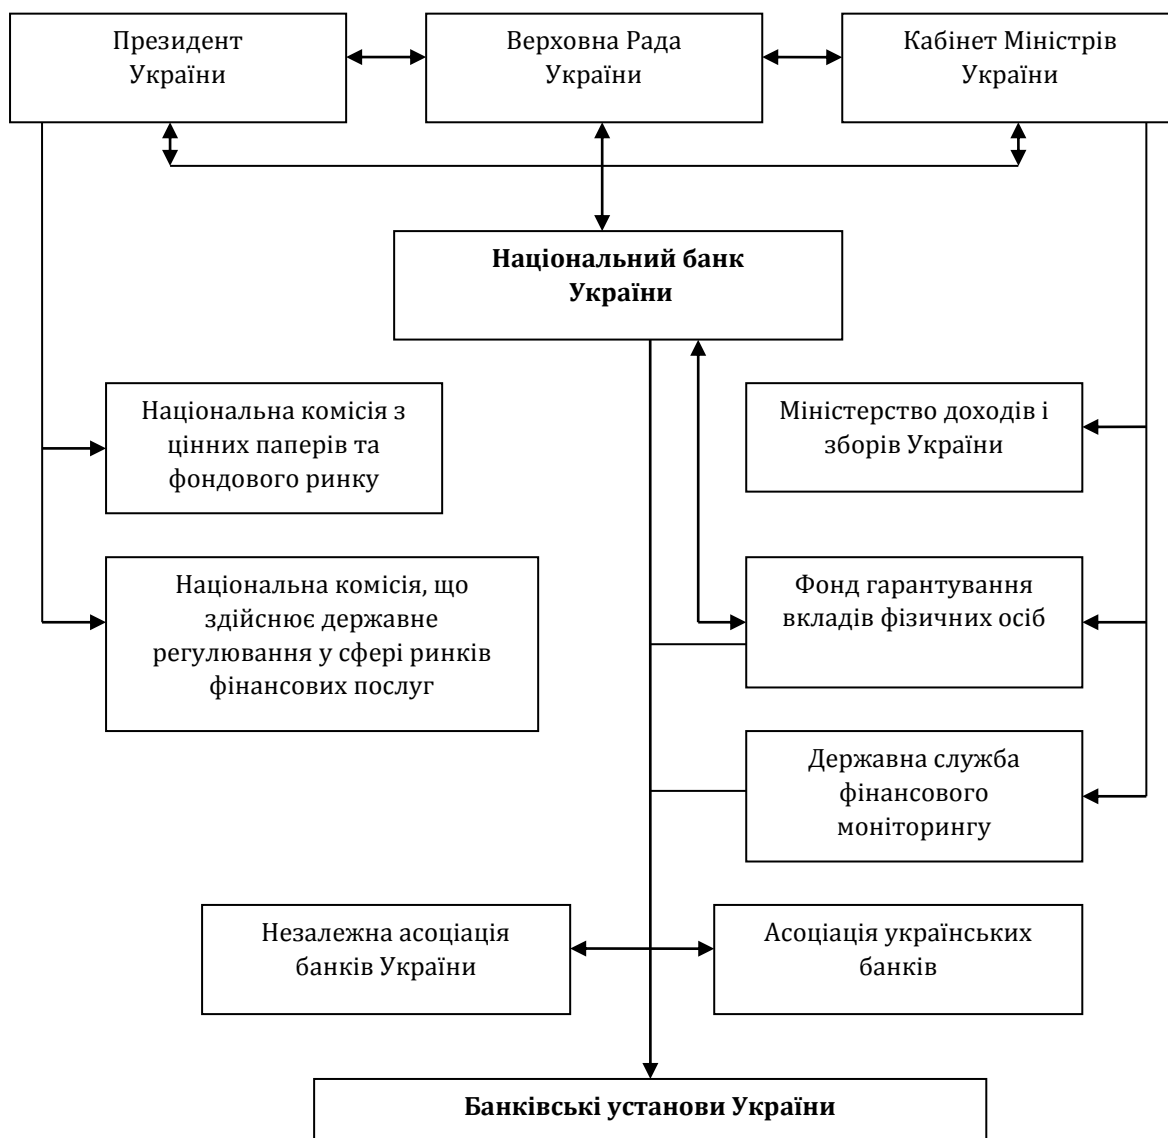 Президент
України
Верховна Рада
України
Кабінет Міністрів
України
Національний банк
України
Національна комісія з
цінних паперів та
фондового ринку
Міністерство доходів і
зборів України
Національна комісія, що
здійснює державне
регулювання у сфері ринків
фінансових послуг
Фонд гарантування
вкладів фізичних осіб
Державна служба
фінансового
моніторингу
Незалежна асоціація
банків України
Асоціація українських
банків
Банківські установи України